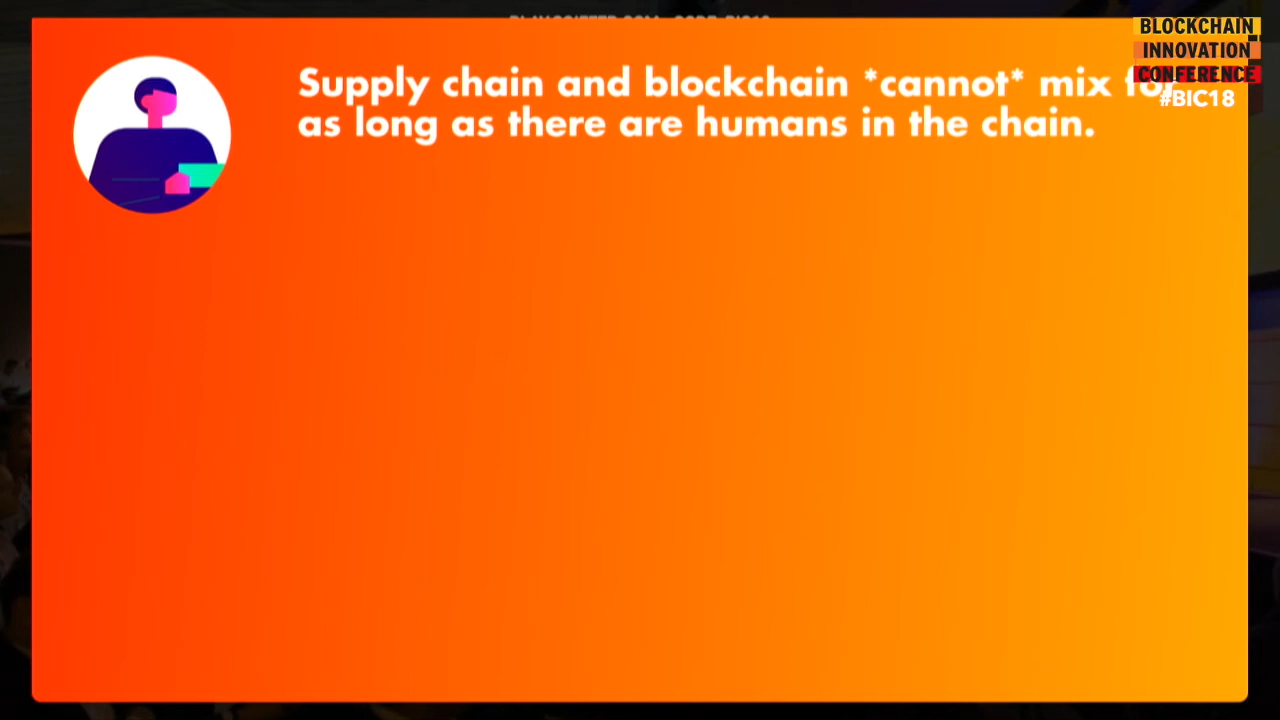 Supply chain and blockchain *cannot* mix for
as long as there are humans in the chain.
BLOCKCHAIN
INNOVATION
CONFERENCE
#BIC18